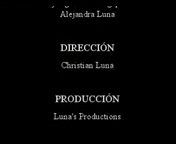 Alejandra Luna
DIRECCIÓN
Christian Luna
PRODUCCIÓN
Luna's Productions